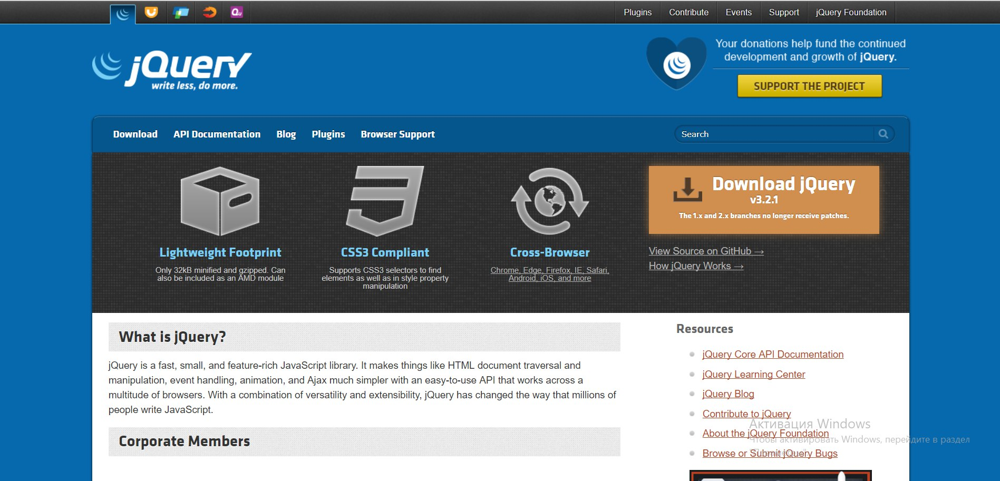 Plugins
Contribute
Events
Support
jQuery Foundation
Qu
jQuery
write less, do more.
Your donations help fund the continued
development and growth of jQuery.
SUPPORT THE PROJECT
Download
API Documentation
Blog
Plugins
Browser Support
Search
Lightweight Footprint
Only 32kB minified and gzipped. Can
also be included as an AMD module
CSS3 Compliant
Supports CSS3 selectors to find
elements as well as in style property
manipulation
Cross-Browser
Chrome, Edge, Firefox, IE, Safari,
Android, iOS, and more
Download jQuery
v3.2.1
The 1.x and 2.x branches no longer receive patches.
View Source on GitHub →
How jQuery Works →
What is jQuery?
jQuery is a fast, small, and feature-rich JavaScript library. It makes things like HTML document traversal and
manipulation, event handling, animation, and Ajax much simpler with an easy-to-use API that works across a
multitude of browsers. With a combination of versatility and extensibility, jQuery has changed the way that millions of
people write JavaScript.
Corporate Members
Resources
jQuery Core API Documentation
jQuery Learning Center
jQuery Blog
Contribute to jQuery
About the jQuery Foundation
Browse or Submit jQuery Bugs
Активация Windows
Чтобы активировать Windows, перейдите в раздел
"Параметры".